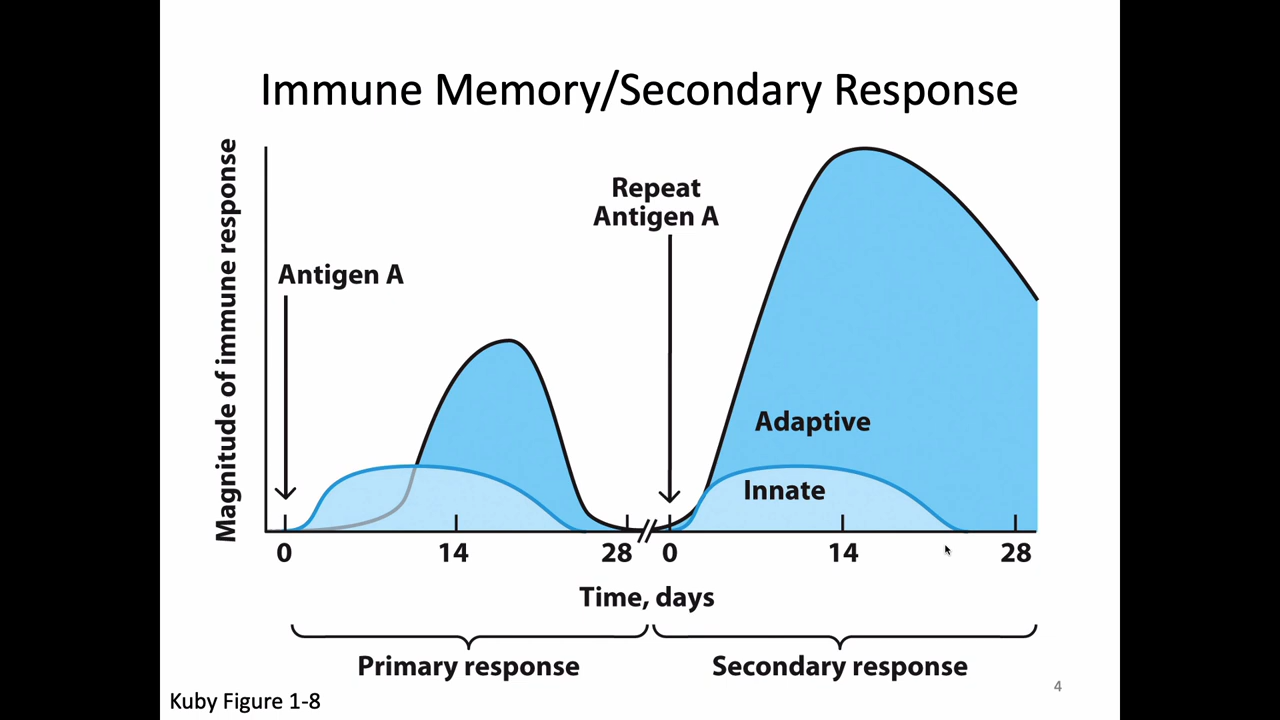 Immune Memory/Secondary Response
Magnitude of immune response
Antigen A
Repeat
Antigen A
Adaptive
Innate
0 14 28 0 14 28
Time, days
Primary response Secondary response
Kuby Figure 1-8
4